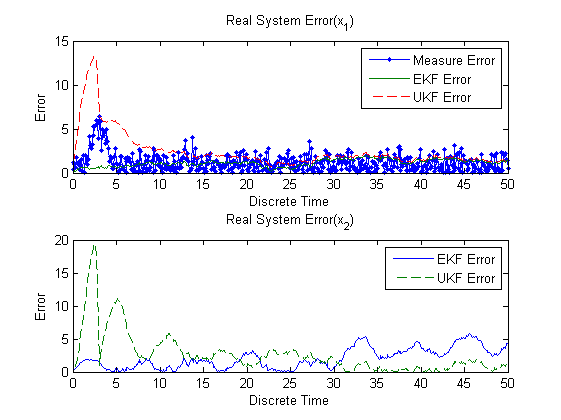 Real System Error(x1)
15
10
5
0
Error
Measure Error
EKF Error
UKF Error
0 5 10 15 20 25 30 35 40 45 50
Discrete Time
Real System Error(x2)
20
15
10
5
0
Error
EKF Error
UKF Error
0 5 10 15 20 25 30 35 40 45 50
Discrete Time